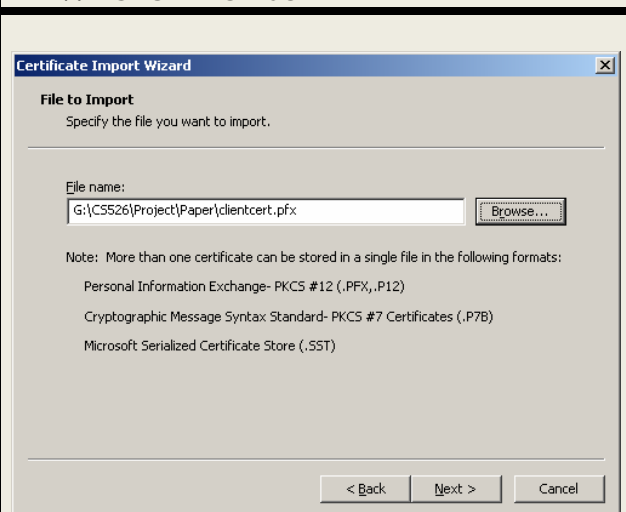 Certificate Import Wizard
File to Import
Specify the file you want to import.
File name:
G:\CS526\Project\Paper\clientcert.pfx
Browse...
Note: More than one certificate can be stored in a single file in the following formats:
Personal Information Exchange- PKCS #12 (.PFX,.P12)
Cryptographic Message Syntax Standard- PKCS #7 Certificates (.P7B)
Microsoft Serialized Certificate Store (.SST)
< Back Next > Cancel